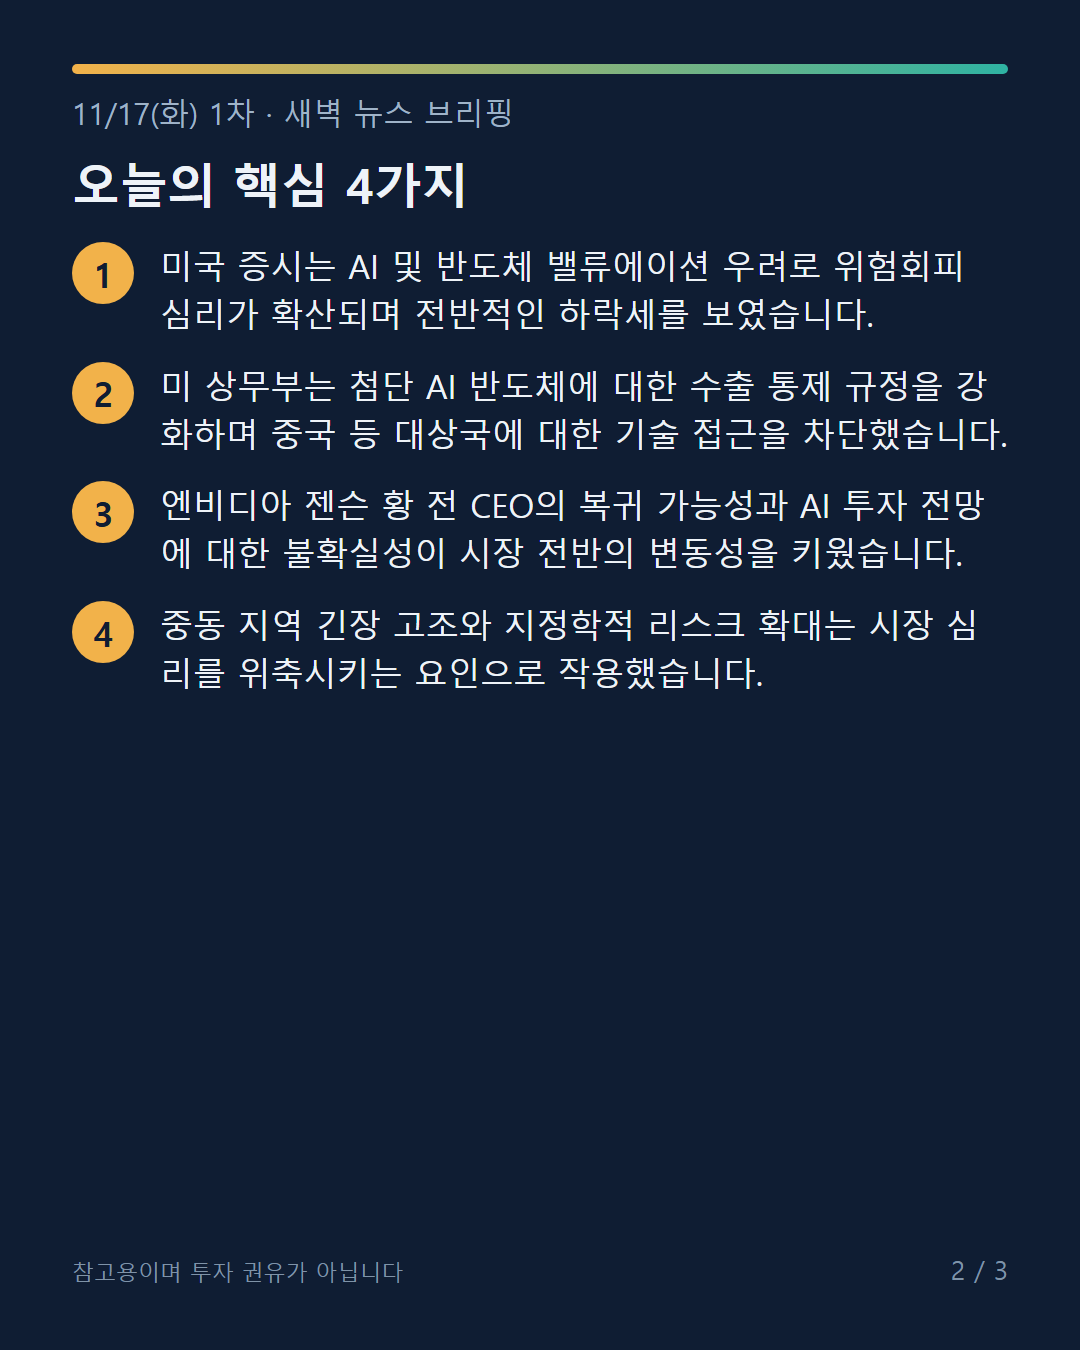 11/17(화) 1차 · 새벽 뉴스 브리핑
오늘의 핵심 4가지
1 미국 증시는 AI 및 반도체 밸류에이션 우려로 위험회피
심리가 확산되며 전반적인 하락세를 보였습니다.
2 미 상무부는 첨단 AI 반도체에 대한 수출 통제 규정을 강
화하며 중국 등 대상국에 대한 기술 접근을 차단했습니다.
3 엔비디아 젠슨 황 전 CEO의 복귀 가능성과 AI 투자 전망
에 대한 불확실성이 시장 전반의 변동성을 키웠습니다.
4 중동 지역 긴장 고조와 지정학적 리스크 확대는 시장 심
리를 위축시키는 요인으로 작용했습니다.
참고용이며 투자 권유가 아닙니다
2 / 3